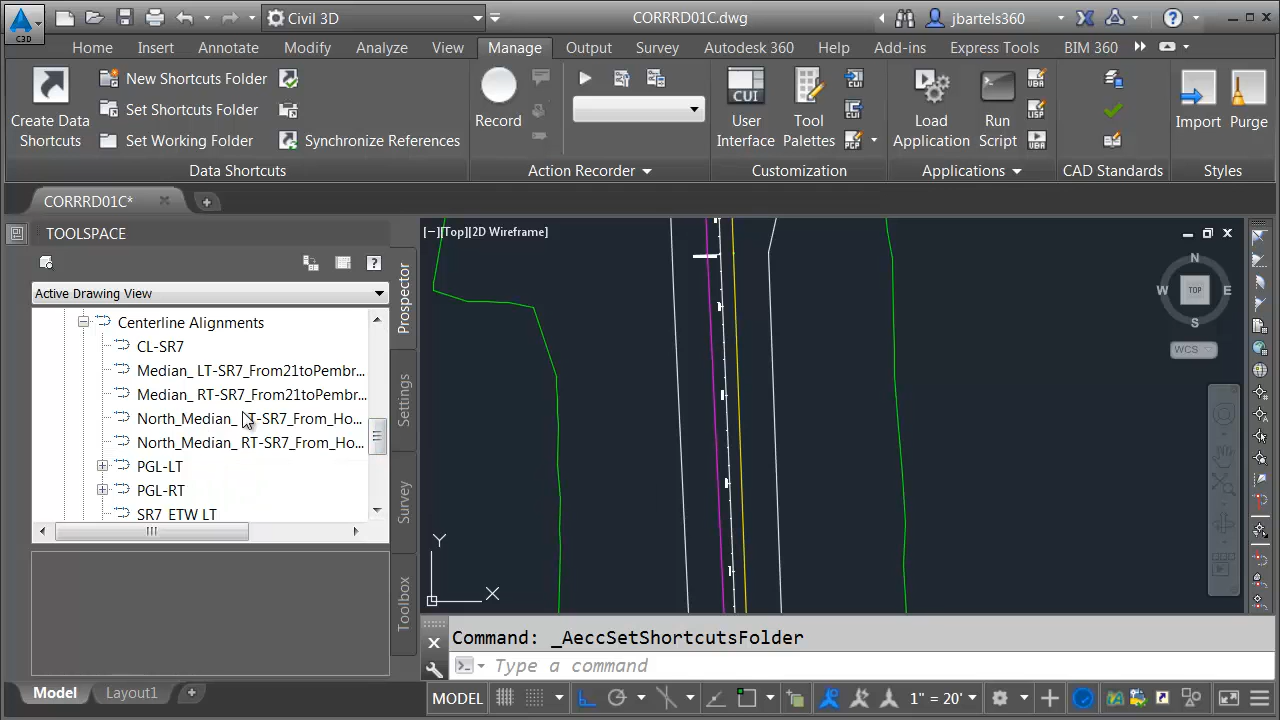 Civil 3D
CORRRD01C.dwg
jbartels360
C3D
Home
Insert
Annotate
Modify
Analyze
View
Manage
Output
Survey
Autodesk 360
Help
Add-ins
Express Tools
BIM 360
Create Data
Shortcuts
New Shortcuts Folder
Set Shortcuts Folder
Set Working Folder
Synchronize References
Record
CUI
User
Interface
Tool
Palettes
Load
Application
Run
Script
Import
Purge
Data Shortcuts
Action Recorder
Customization
Applications
CAD Standards
Styles
CORRRD01C*
TOOLSPACE
Active Drawing View
Centerline Alignments
CL-SR7
Median_ LT-SR7_From21toPembr...
Median_ RT-SR7_From21toPembr...
North_Median_ LT-SR7_From_Ho...
North_Median_ RT-SR7_From_Ho...
PGL-LT
PGL-RT
SR7 ETW LT
Prospector
Settings
Survey
Toolbox
[−][Top][2D Wireframe]
N
W
TOP
E
S
WCS
Y
X
Command: _AeccSetShortcutsFolder
Type a command
Model
Layout1
MODEL
1" = 20'